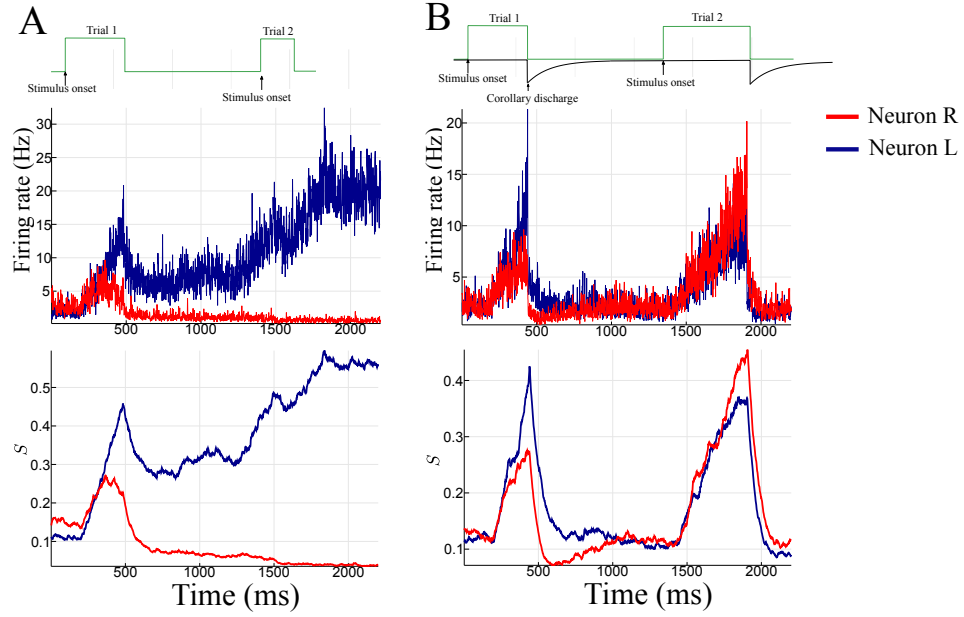 A
Trial 1
Trial 2
Stimulus onset
Stimulus onset
Firing rate (Hz)
30
25
20
15
10
5
500
1000
1500
2000
S
0.5
0.4
0.3
0.2
0.1
500
1000
1500
2000
Time (ms)
B
Trial 1
Trial 2
Stimulus onset
Stimulus onset
Corollary discharge
Firing rate (Hz)
20
15
10
5
500
1000
1500
2000
S
0.4
0.3
0.2
0.1
0
500
1000
1500
2000
Time (ms)
Neuron R
Neuron L